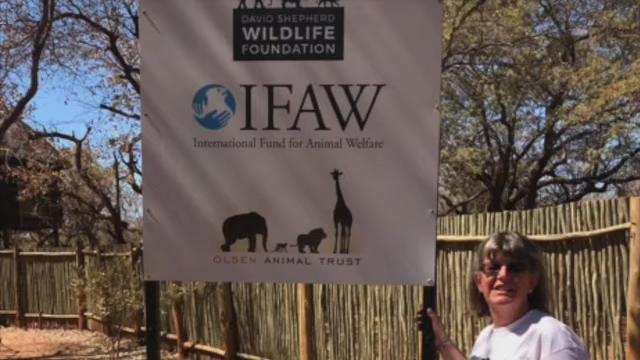 DAVID SHEPHERD
WILDLIFE
FOUNDATION
IFAW
International Fund for Animal Welfare
OLSEN ANIMAL TRUST